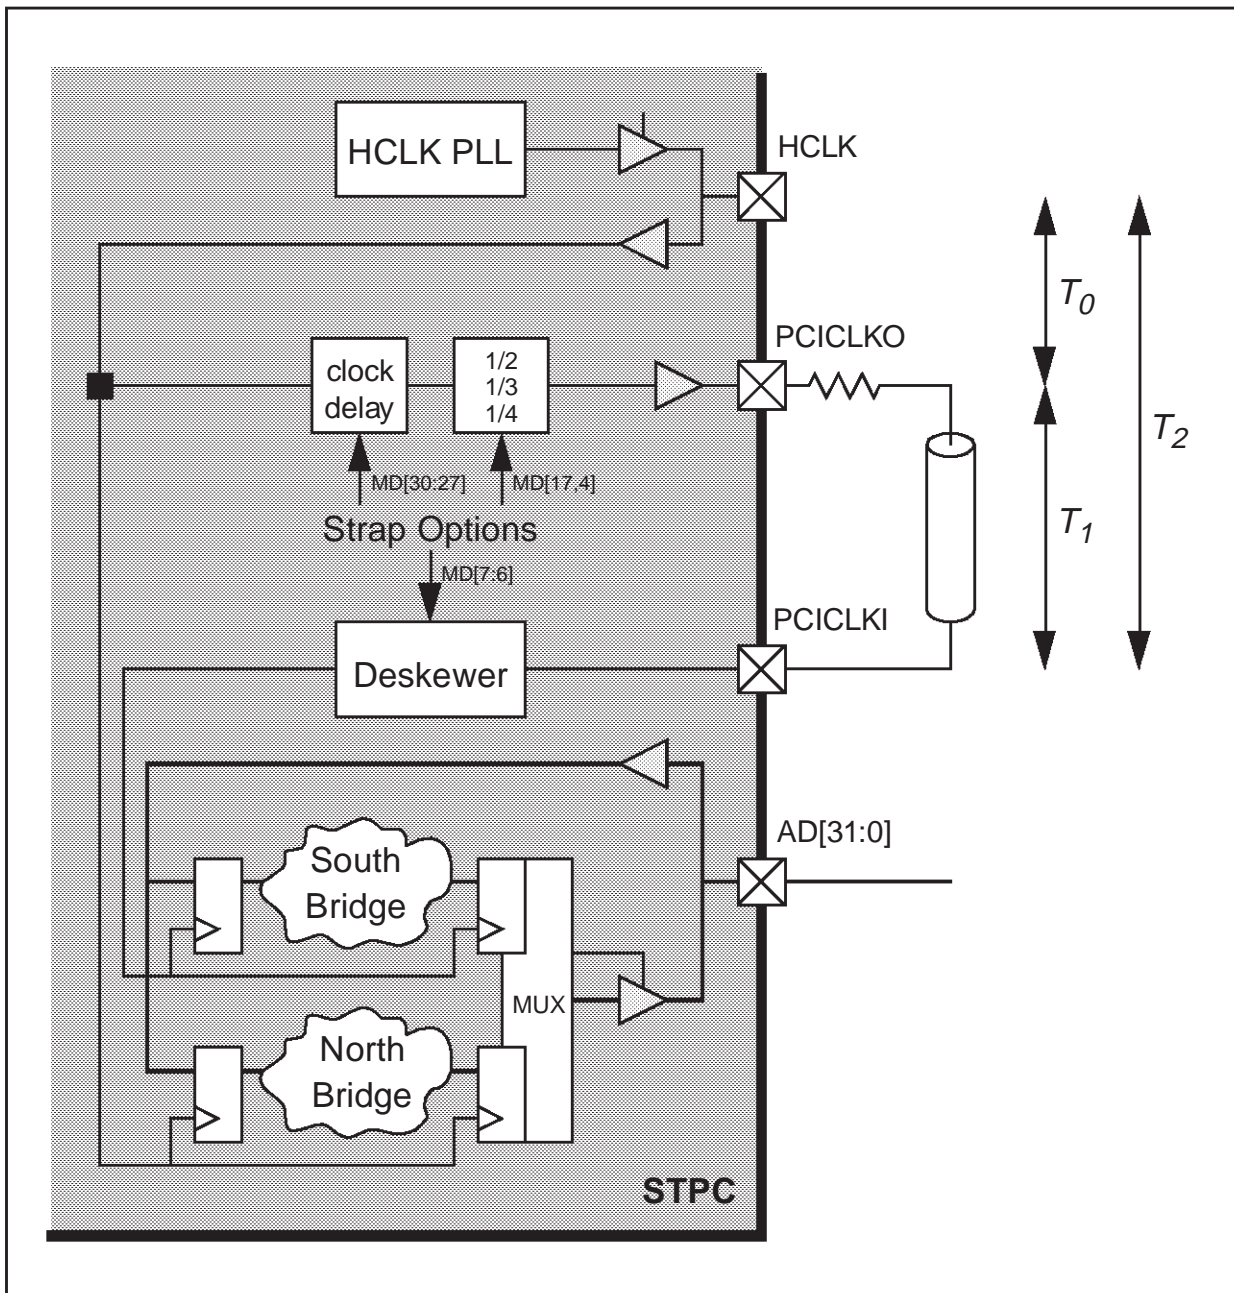 HCLK PLL
HCLK
T0
PCICLKO
clock
delay
1/2
1/3
1/4
T2
MD[30:27]
MD[17,4]
Strap Options
T1
MD[7:6]
PCICLKI
Deskewer
AD[31:0]
South
Bridge
MUX
North
Bridge
STPC